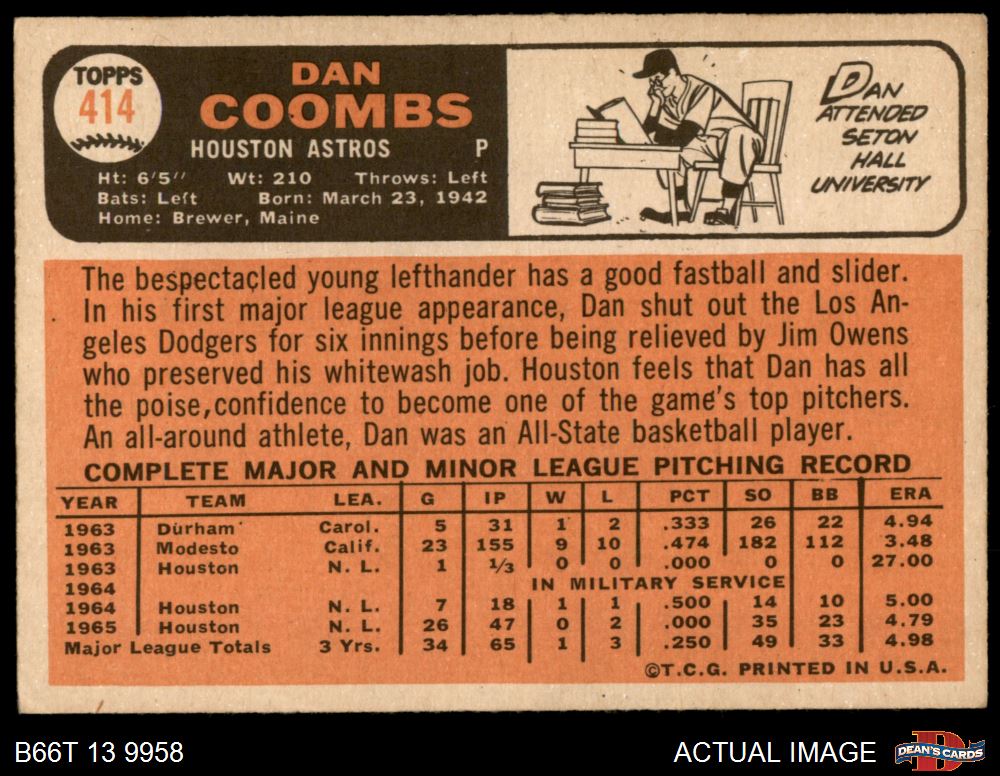 TOPPS
414
DAN
COOMBS
HOUSTON ASTROS P
Ht: 6'5" Wt: 210 Throws: Left
Bats: Left Born: March 23, 1942
Home: Brewer, Maine
DAN
ATTENDED
SETON
HALL
UNIVERSITY
The bespectacled young lefthander has a good fastball and slider.
In his first major league appearance, Dan shut out the Los An-
geles Dodgers for six innings before being relieved by Jim Owens
who preserved his whitewash job. Houston feels that Dan has all
the poise,confidence to become one of the game's top pitchers.
An all-around athlete, Dan was an All-State basketball player.
COMPLETE MAJOR AND MINOR LEAGUE PITCHING RECORD
YEAR TEAM LEA. G IP W L PCT SO BB ERA
1963 Durham Carol. 5 31 1 2 .333 26 22 4.94
1963 Modesto Calif. 23 155 9 10 .474 182 112 3.48
1963 Houston N. L. 1 1/3 0 0 .000 0 0 27.00
1964 IN MILITARY SERVICE
1964 Houston N. L. 7 18 1 1 .500 14 10 5.00
1965 Houston N. L. 26 47 0 2 .000 35 23 4.79
Major League Totals 3 Yrs. 34 65 1 3 .250 49 33 4.98
©T.C.G. PRINTED IN U.S.A.
B66T 13 9958 ACTUAL IMAGE
D
DEAN'S CARDS